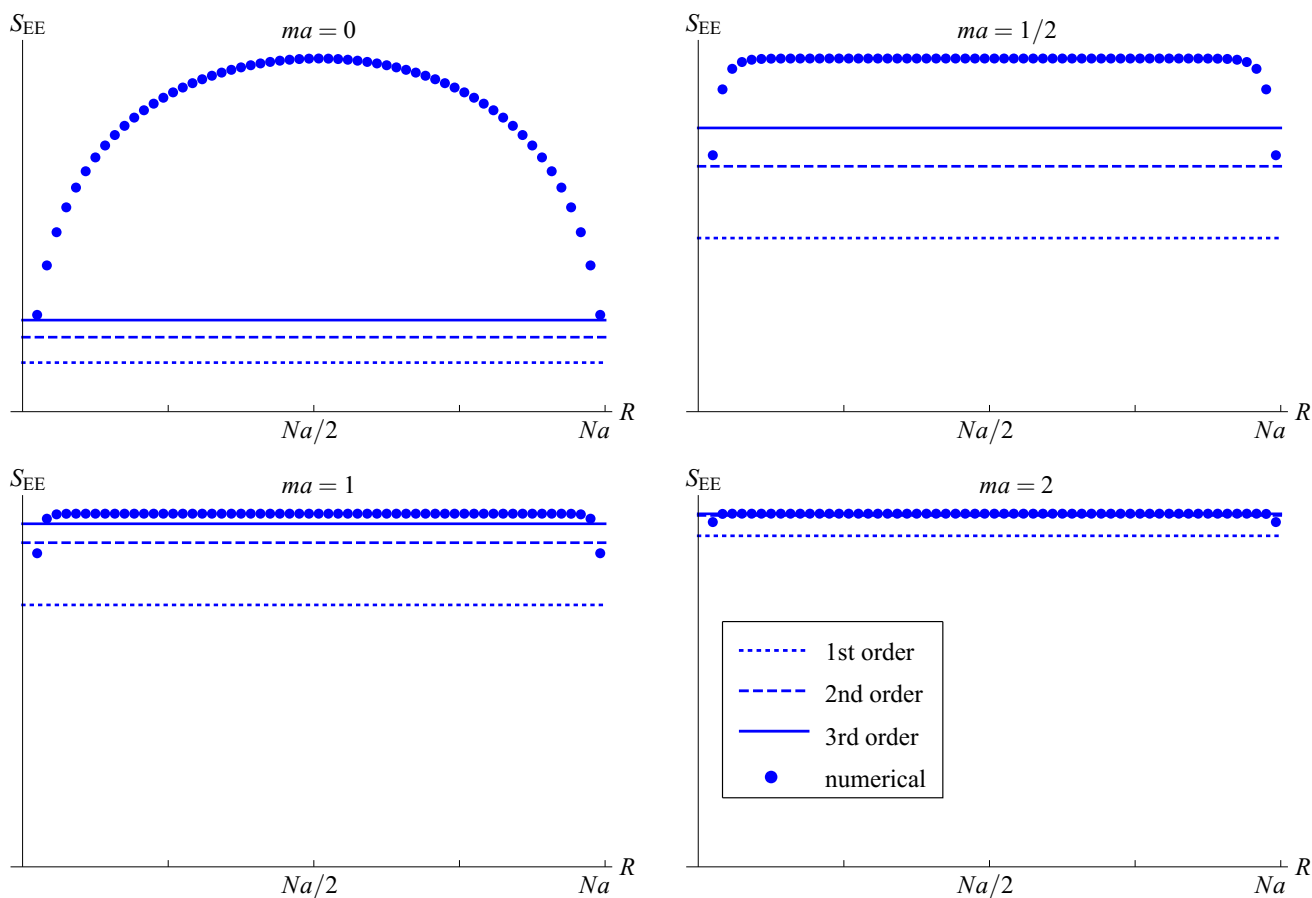 S_EE
ma = 0
R
Na/2
Na
S_EE
ma = 1/2
R
Na/2
Na
S_EE
ma = 1
R
Na/2
Na
S_EE
ma = 2
1st order
2nd order
3rd order
numerical
R
Na/2
Na